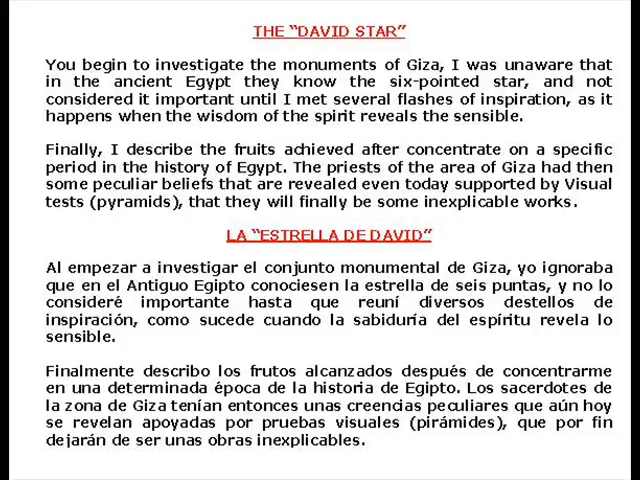 THE “DAVID STAR”
You begin to investigate the monuments of Giza, I was unaware that
in the ancient Egypt they know the six-pointed star, and not
considered it important until I met several flashes of inspiration, as it
happens when the wisdom of the spirit reveals the sensible.
Finally, I describe the fruits achieved after concentrate on a specific
period in the history of Egypt. The priests of the area of Giza had then
some peculiar beliefs that are revealed even today supported by Visual
tests (pyramids), that they will finally be some inexplicable works.
LA “ESTRELLA DE DAVID”
Al empezar a investigar el conjunto monumental de Giza, yo ignoraba
que en el Antiguo Egipto conociesen la estrella de seis puntas, y no lo
consideré importante hasta que reuní diversos destellos de
inspiración, como sucede cuando la sabiduría del espíritu revela lo
sensible.
Finalmente describo los frutos alcanzados después de concentrarme
en una determinada época de la historia de Egipto. Los sacerdotes de
la zona de Giza tenían entonces unas creencias peculiares que aún hoy
se revelan apoyadas por pruebas visuales (pirámides), que por fin
dejarán de ser unas obras inexplicables.